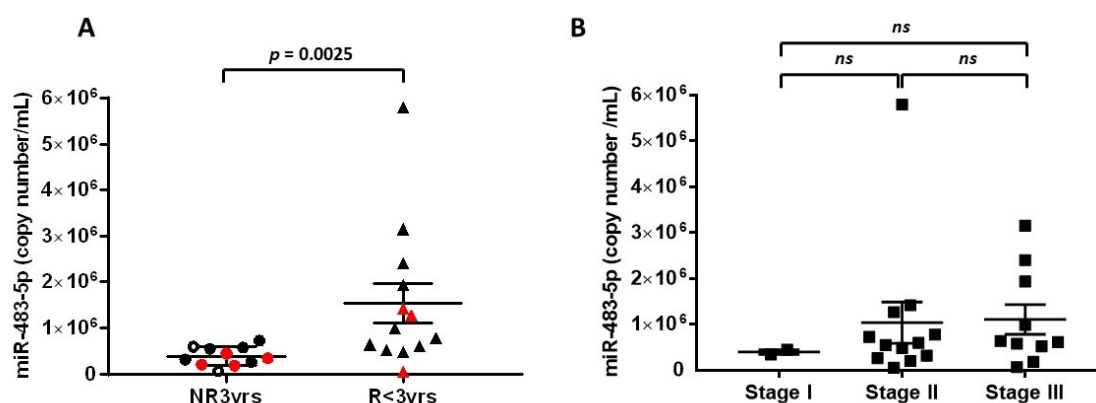 A
p = 0.0025
miR-483-5p (copy number/mL)
6×10⁶
5×10⁶
4×10⁶
3×10⁶
2×10⁶
1×10⁶
0
NR3yrs
R<3yrs
B
ns
ns
ns
miR-483-5p (copy number /mL)
6×10⁶
5×10⁶
4×10⁶
3×10⁶
2×10⁶
1×10⁶
0
Stage I
Stage II
Stage III